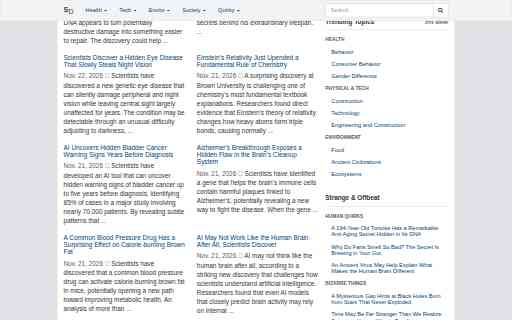 SD
Health
Tech
Enviro
Society
Quirky
Search
DNA appears to turn potentially
destructive damage into something easier
to repair. The discovery could help ...
Scientists Discover a Hidden Eye Disease
That Slowly Steals Night Vision
Nov. 22, 2026 — Scientists have
discovered a new genetic eye disease that
can silently damage peripheral and night
vision while leaving central sight largely
unaffected for years. The condition may be
detectable through an unusual difficulty
adjusting to darkness, ...
AI Uncovers Hidden Bladder Cancer
Warning Signs Years Before Diagnosis
Nov. 21, 2026 — Scientists have
developed an AI tool that can uncover
hidden warning signs of bladder cancer up
to five years before diagnosis, identifying
85% of cases in a major study involving
nearly 70,000 patients. By revealing subtle
patterns that ...
A Common Blood Pressure Drug Has a
Surprising Effect on Calorie-burning Brown
Fat
Nov. 21, 2026 — Scientists have
discovered that a common blood pressure
drug can activate calorie-burning brown fat
in mice, potentially opening a new path
toward improving metabolic health. An
analysis of more than ...
secrets behind his extraordinary lifespan.
...
Einstein's Relativity Just Upended a
Fundamental Rule of Chemistry
Nov. 21, 2026 — A surprising discovery at
Brown University is challenging one of
chemistry's most fundamental textbook
explanations. Researchers found direct
evidence that Einstein's theory of relativity
changes how heavy atoms form triple
bonds, causing normally ...
Alzheimer's Breakthrough Exposes a
Hidden Flaw in the Brain's Cleanup
System
Nov. 21, 2026 — Scientists have identified
a gene that helps the brain's immune cells
contain harmful plaques linked to
Alzheimer's, potentially revealing a new
way to fight the disease. When the gene ...
AI May Not Work Like the Human Brain
After All, Scientists Discover
Nov. 21, 2026 — AI may not think like the
human brain after all, according to a
striking new discovery that challenges how
scientists understand artificial intelligence.
Researchers found that even AI models
that closely predict brain activity may rely
on internal ...
Trending Topics
this week
HEALTH
Behavior
Consumer Behavior
Gender Difference
PHYSICAL & TECH
Construction
Technology
Engineering and Construction
ENVIRONMENT
Food
Ancient Civilizations
Ecosystems
Strange & Offbeat
HUMAN QUIRKS
A 194-Year-Old Tortoise Has a Remarkable
Anti-Aging Secret Hidden in Its DNA
Why Do Farts Smell So Bad? The Secret Is
Brewing in Your Gut
An Ancient Virus May Help Explain What
Makes the Human Brain Different
BIZARRE THINGS
A Mysterious Gap Hints at Black Holes Born
from Stars That Never Exploded
Time May Be Far Stranger Than We Realize